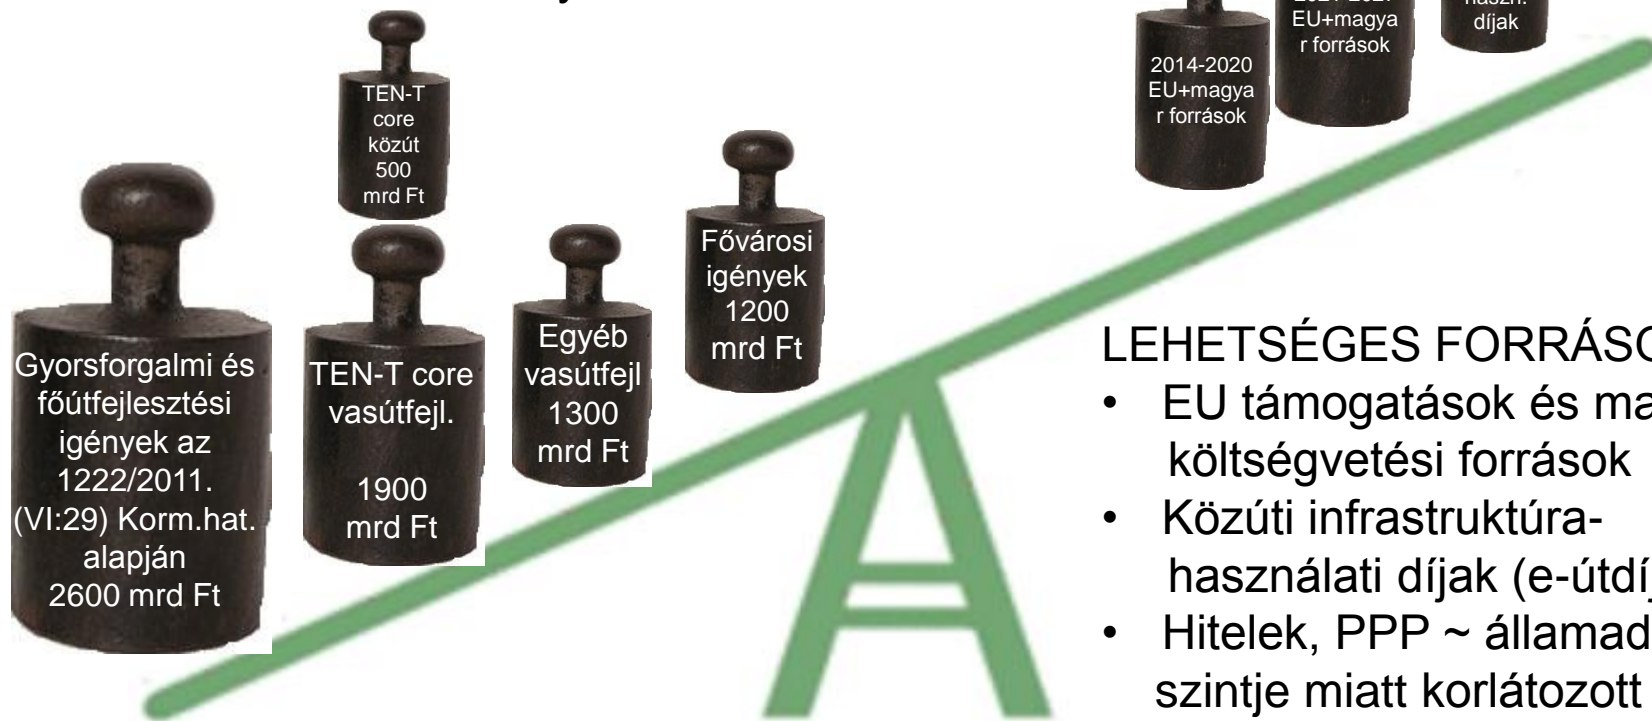 TEN-T
core
közút
500
mrd Ft
Gyorsforgalmi és
főútfejlesztési
igények az
1222/2011.
(VI:29) Korm.hat.
alapján
2600 mrd Ft
TEN-T core
vasútfejl.
1900
mrd Ft
Egyéb
vasútfejl
1300
mrd Ft
Fővárosi
igények
1200
mrd Ft
2014-2020
EU+magya
r források
EU+magya
r források
díjak
LEHETSÉGES FORRÁSO
• EU támogatások és ma
költségvetési források
• Közúti infrastruktúra-
használati díjak (e-útdíj
• Hitelek, PPP ~ államad
szintje miatt korlátozott